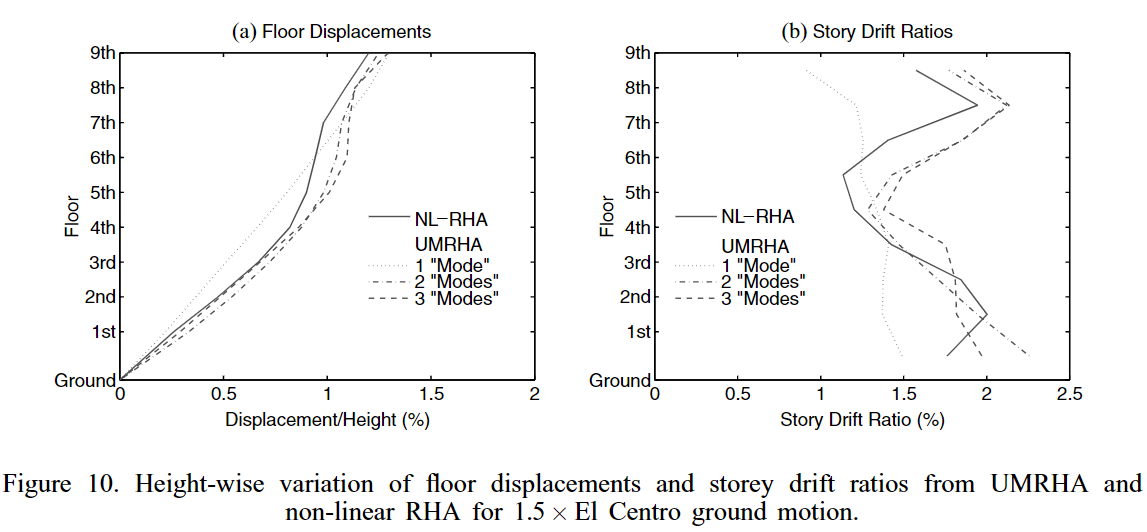 (a) Floor Displacements
9th
8th
7th
6th
5th
4th
3rd
2nd
1st
Ground
Floor
NL−RHA
UMRHA
1 "Mode"
2 "Modes"
3 "Modes"
0
0.5
1
1.5
2
Displacement/Height (%)
(b) Story Drift Ratios
9th
8th
7th
6th
5th
4th
3rd
2nd
1st
Ground
Floor
NL−RHA
UMRHA
1 "Mode"
2 "Modes"
3 "Modes"
0
0.5
1
1.5
2
2.5
Story Drift Ratio (%)
Figure 10. Height-wise variation of floor displacements and storey drift ratios from UMRHA and
non-linear RHA for 1.5 × El Centro ground motion.